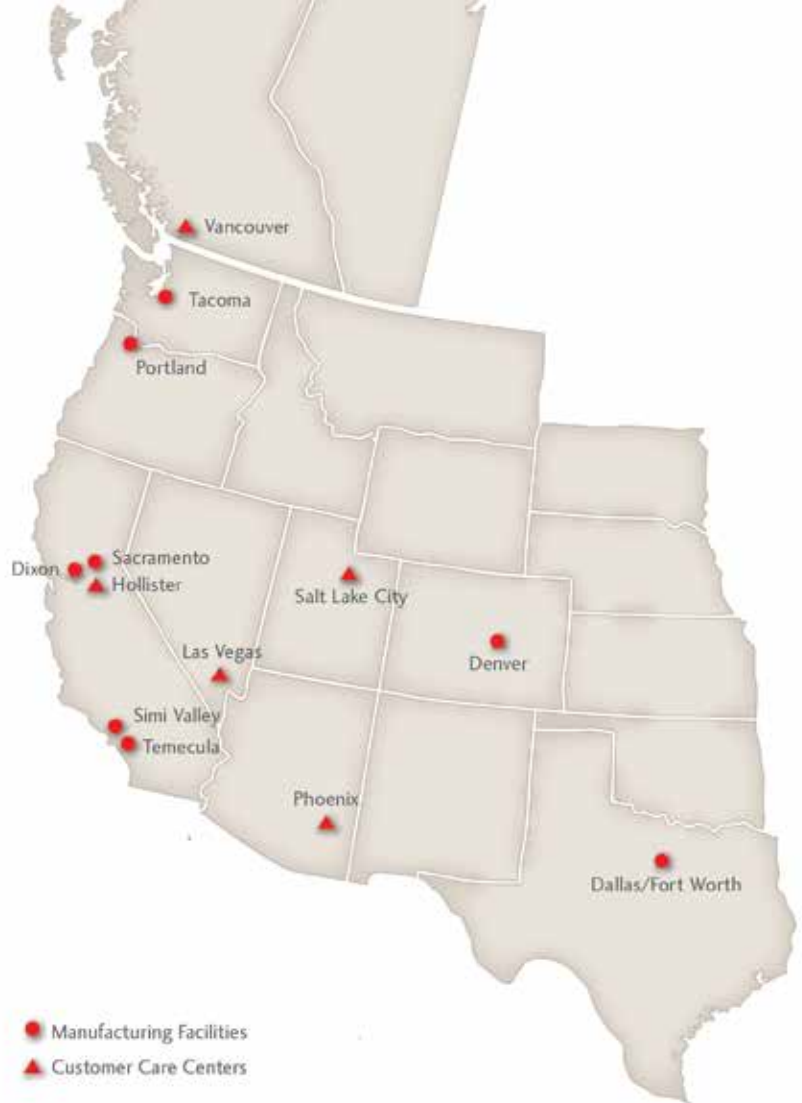 Vancouver
Tacoma
Portland
Sacramento
Dixon
Hollister
Salt Lake City
Las Vegas
Denver
Simi Valley
Temecula
Phoenix
Dallas/Fort Worth
Manufacturing Facilities
Customer Care Centers